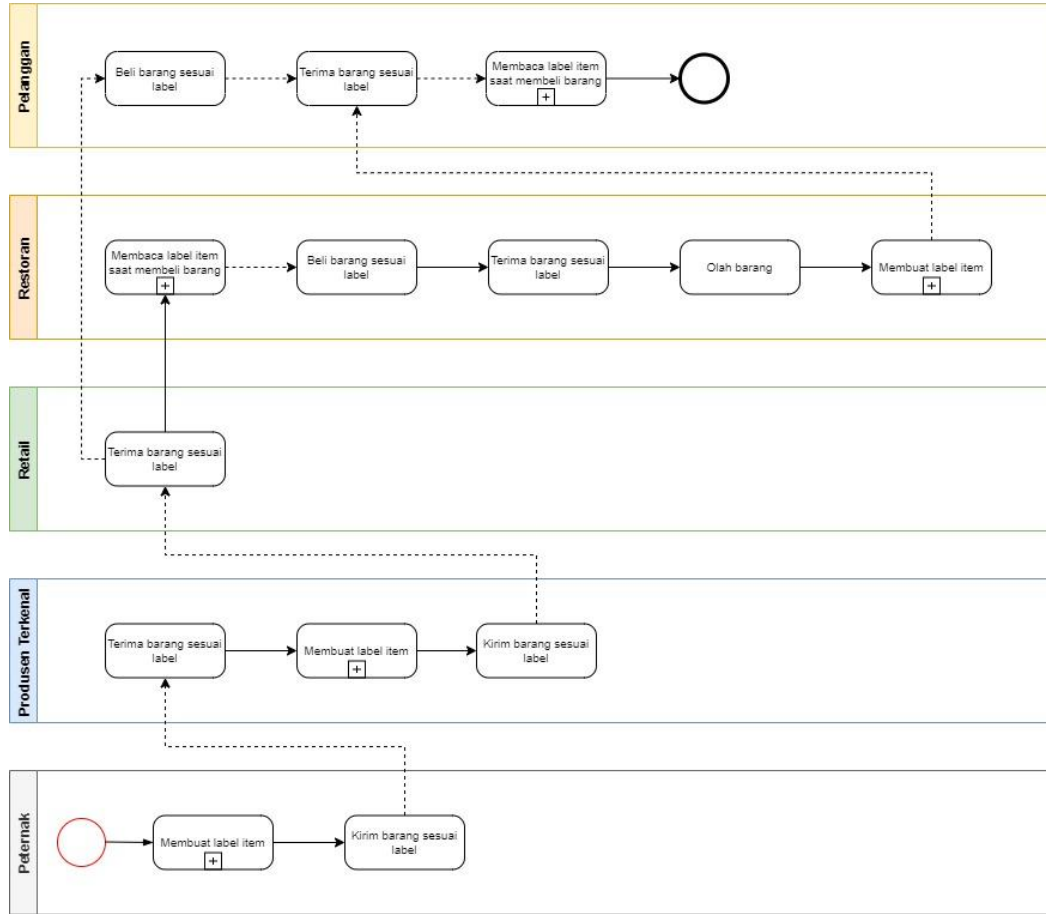 Pelanggan
Beli barang sesuai
label
Terima barang sesuai
label
Membaca label item
saat membeli barang
Restoran
Membaca label item
saat membeli barang
Beli barang sesuai
label
Terima barang sesuai
label
Olah barang
Membuat label item
Retail
Terima barang sesuai
label
Produsen Terkenal
Terima barang sesuai
label
Membuat label item
Kirim barang sesuai
label
Peternak
Membuat label item
Kirim barang sesuai
label